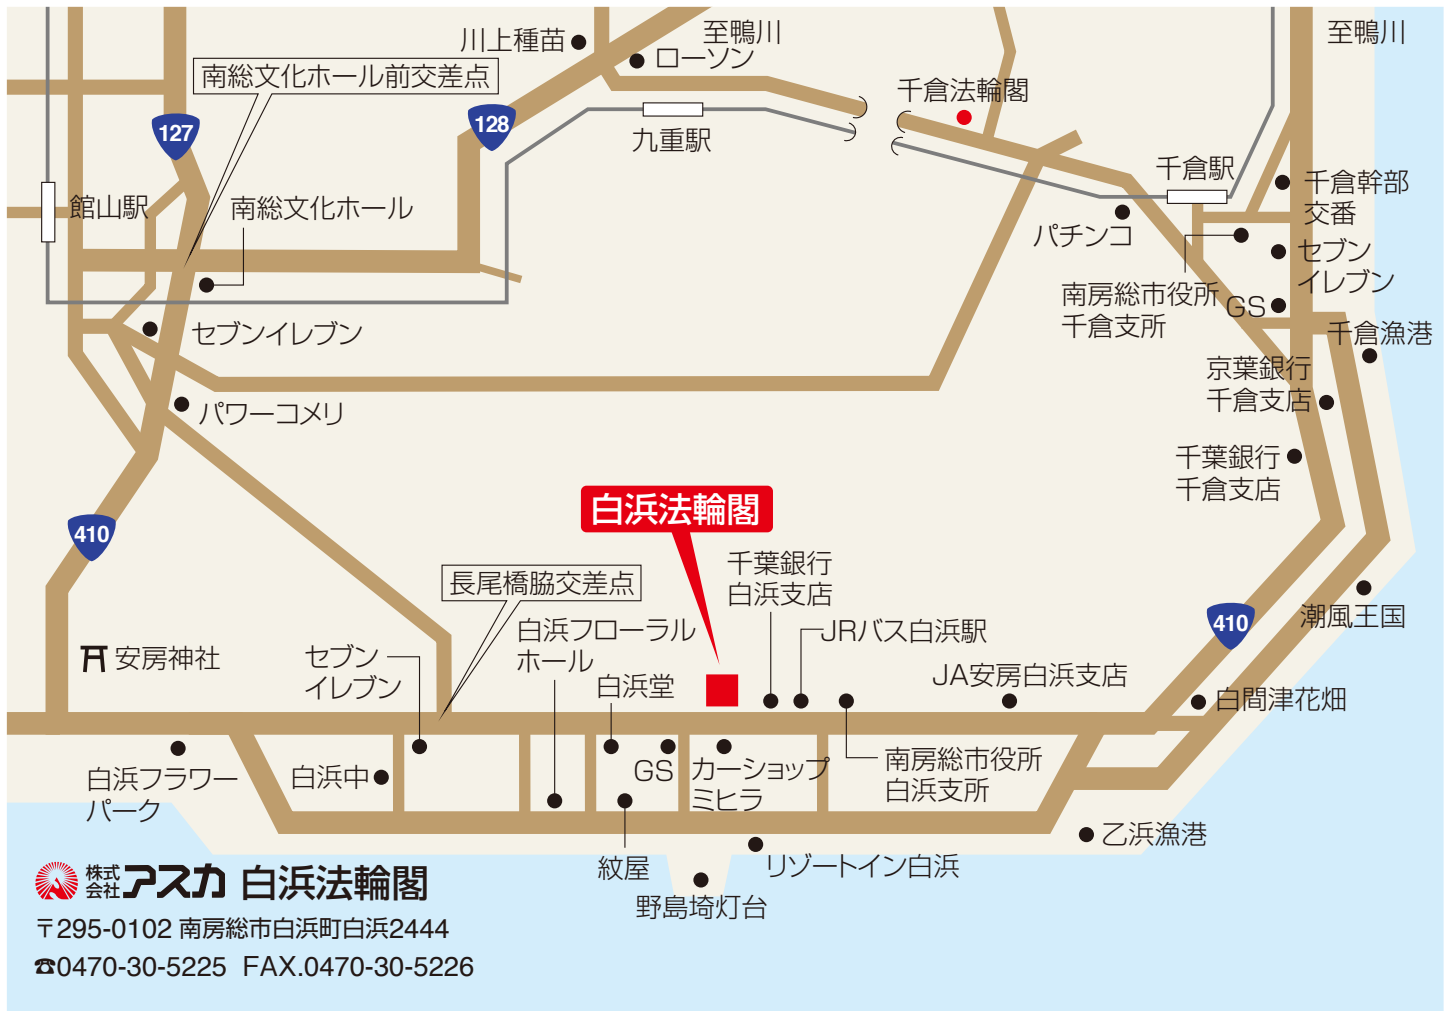 川上種苗
至鴨川
ローソン
至鴨川
南総文化ホール前交差点
千倉法輪閣
127
128
九重駅
千倉駅
千倉幹部
交番
館山駅
南総文化ホール
パチンコ
セブン
イレブン
南房総市役所
千倉支所
GS
セブンイレブン
千倉漁港
京葉銀行
千倉支店
パワーコメリ
千葉銀行
千倉支店
白浜法輪閣
410
千葉銀行
白浜支店
長尾橋脇交差点
潮風王国
410
白浜フローラル
ホール
JRバス白浜駅
安房神社
セブン
イレブン
白浜堂
JA安房白浜支店
白間津花畑
白浜フラワー
パーク
白浜中
GS
カーショップ
ミヒラ
南房総市役所
白浜支所
乙浜漁港
紋屋
リゾートイン白浜
野島埼灯台
株式
会社
アスカ 白浜法輪閣
〒295-0102 南房総市白浜町白浜2444
☎0470-30-5225 FAX.0470-30-5226